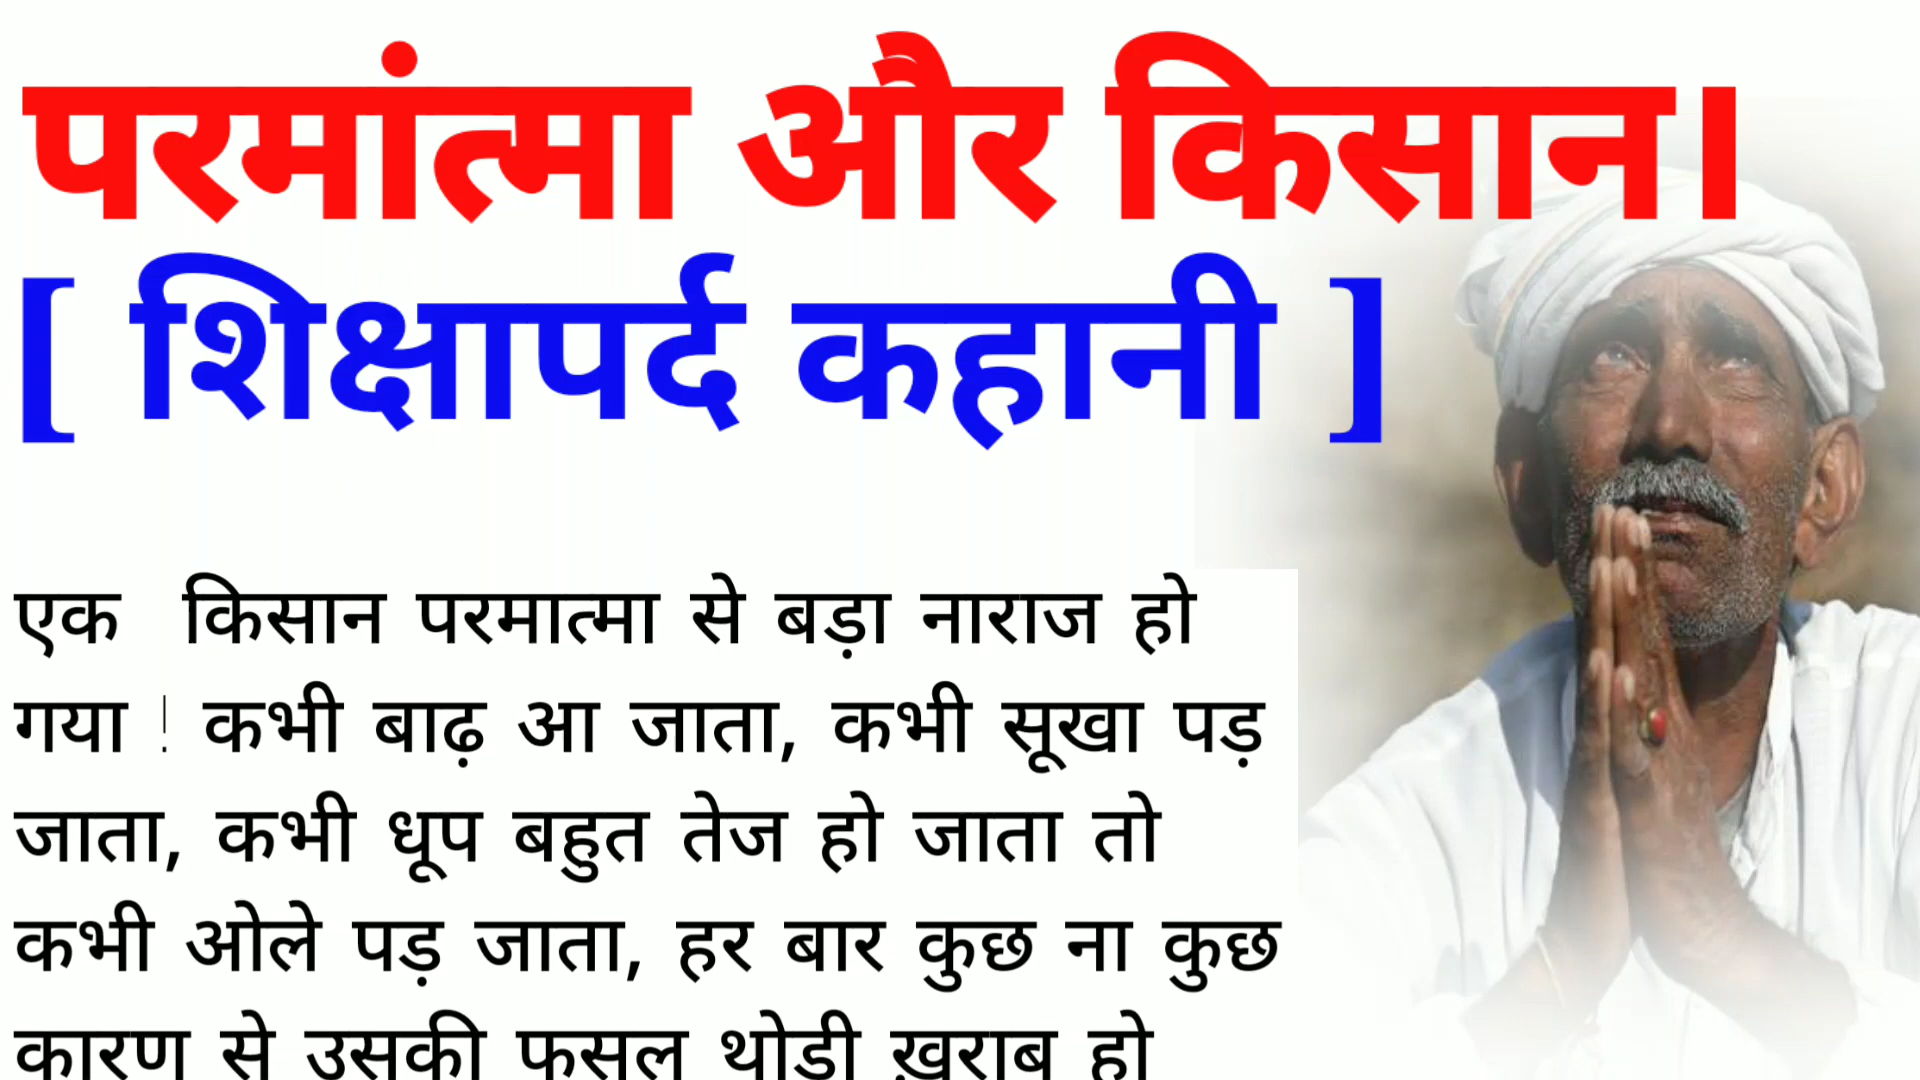 परमांत्मा और किसान।
[ शिक्षापर्द कहानी ]
एक किसान परमात्मा से बड़ा नाराज हो
गया ! कभी बाढ़ आ जाता, कभी सूखा पड़
जाता, कभी धूप बहुत तेज हो जाता तो
कभी ओले पड़ जाता, हर बार कुछ ना कुछ
कारण से उसकी फसल थोडी ख़राब हो